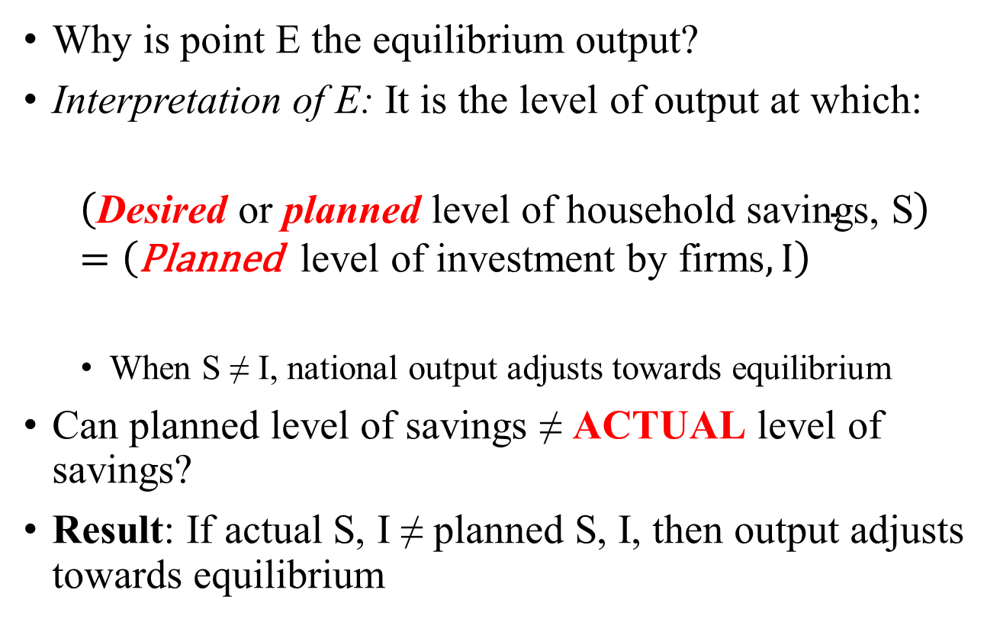 • Why is point E the equilibrium output?
• Interpretation of E: It is the level of output at which:
(Desired or planned level of household savings, S)
= (Planned level of investment by firms, I)
• When S ≠ I, national output adjusts towards equilibrium
• Can planned level of savings ≠ ACTUAL level of
savings?
• Result: If actual S, I ≠ planned S, I, then output adjusts
towards equilibrium